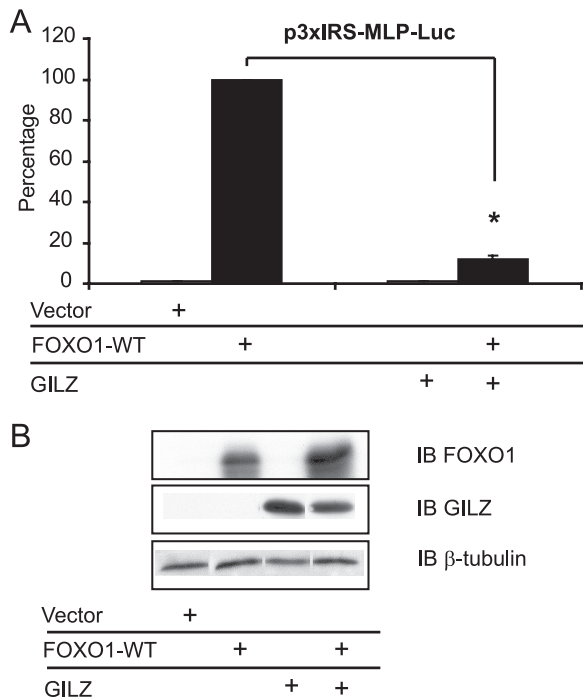 A
p3xIRS-MLP-Luc
Percentage
120
100
80
60
40
20
0
*
Vector +
FOXO1-WT + +
GILZ + +
B
IB FOXO1
IB GILZ
IB β-tubulin
Vector +
FOXO1-WT + +
GILZ + +